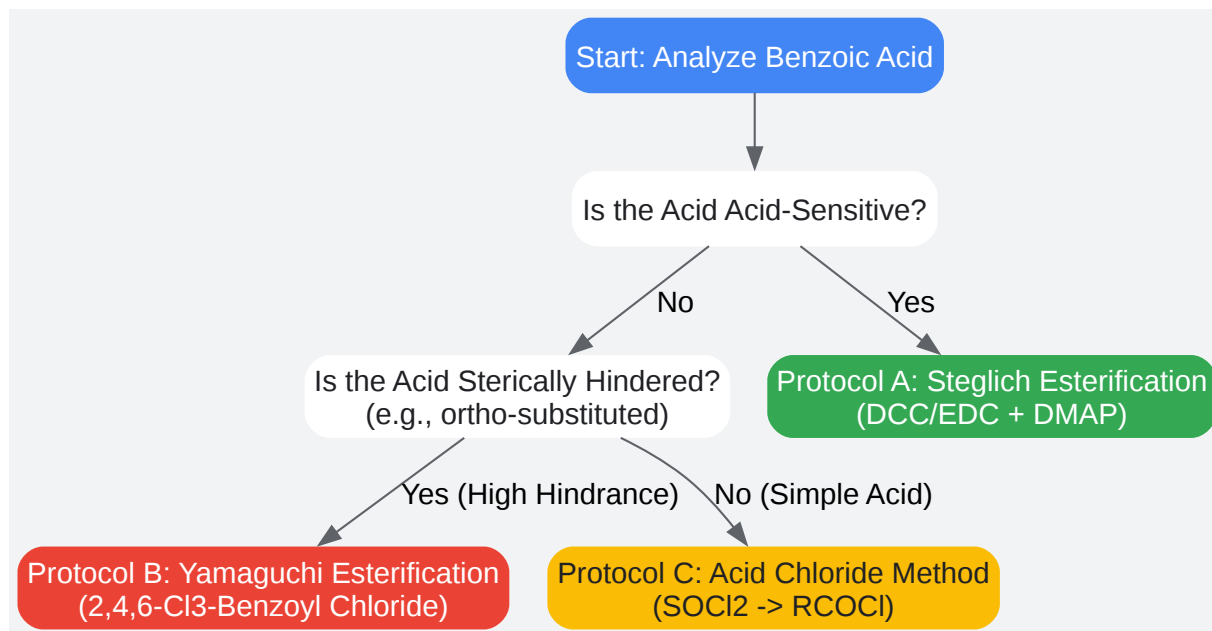 Start: Analyze Benzoic Acid
Is the Acid Acid-Sensitive?
No
Yes
Is the Acid Sterically Hindered?
(e.g., ortho-substituted)
Protocol A: Steglich Esterification
(DCC/EDC + DMAP)
Yes (High Hindrance)
No (Simple Acid)
Protocol B: Yamaguchi Esterification
(2,4,6-Cl3-Benzoyl Chloride)
Protocol C: Acid Chloride Method
(SOCl2 -> RCOCl)